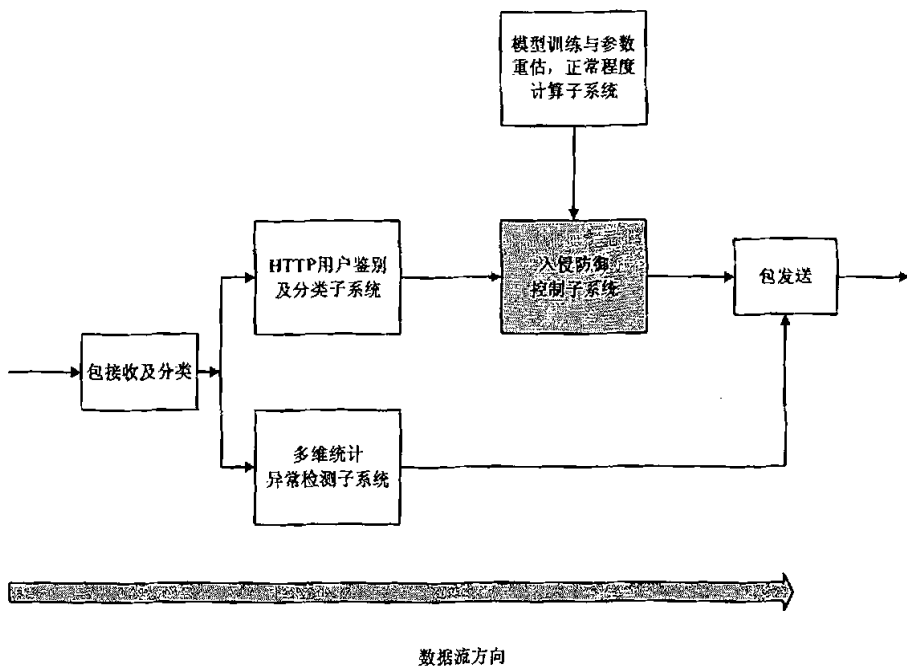 模型训练与参数
重估，正常程度
计算子系统
HTTP用户鉴别
及分类子系统
入侵防御
控制子系统
包发送
包接收及分类
多维统计
异常检测子系统
数据流方向